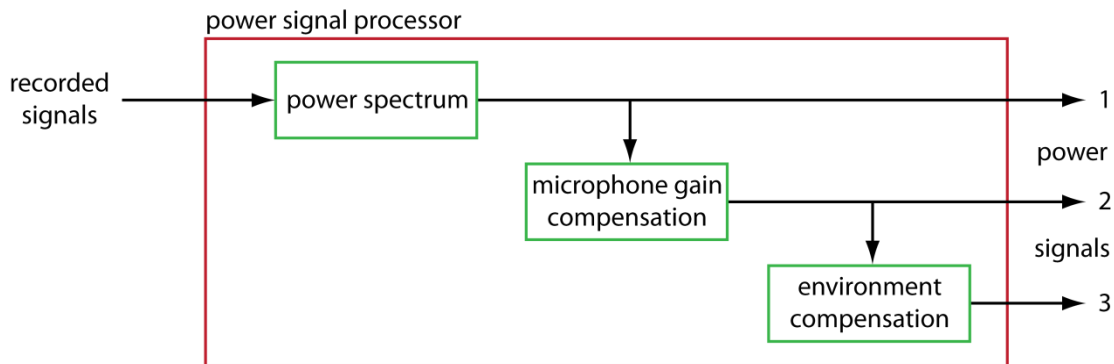 power signal processor
recorded
signals
power spectrum
1
power
microphone gain
compensation
2
signals
environment
compensation
3